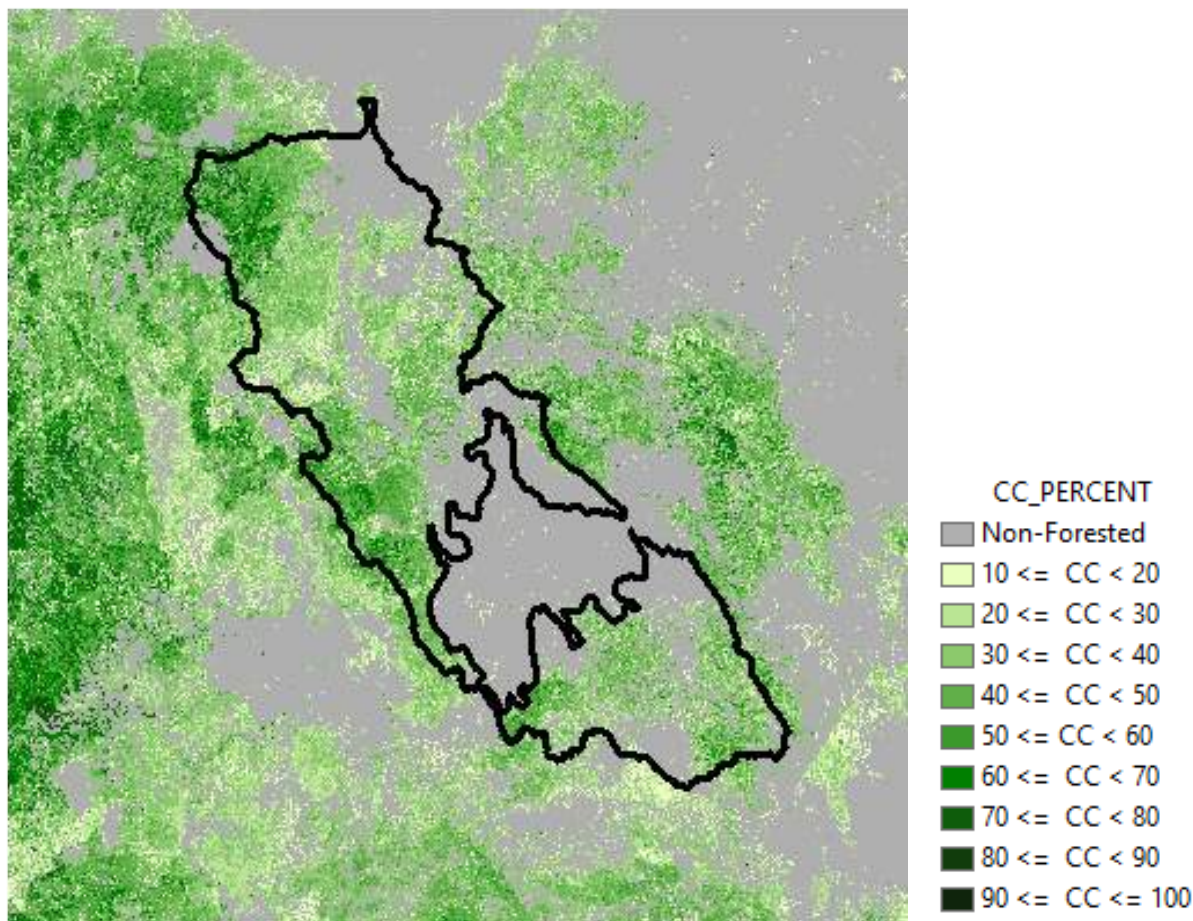 CC_PERCENT
Non-Forested
10 <= CC < 20
20 <= CC < 30
30 <= CC < 40
40 <= CC < 50
50 <= CC < 60
60 <= CC < 70
70 <= CC < 80
80 <= CC < 90
90 <= CC <= 100